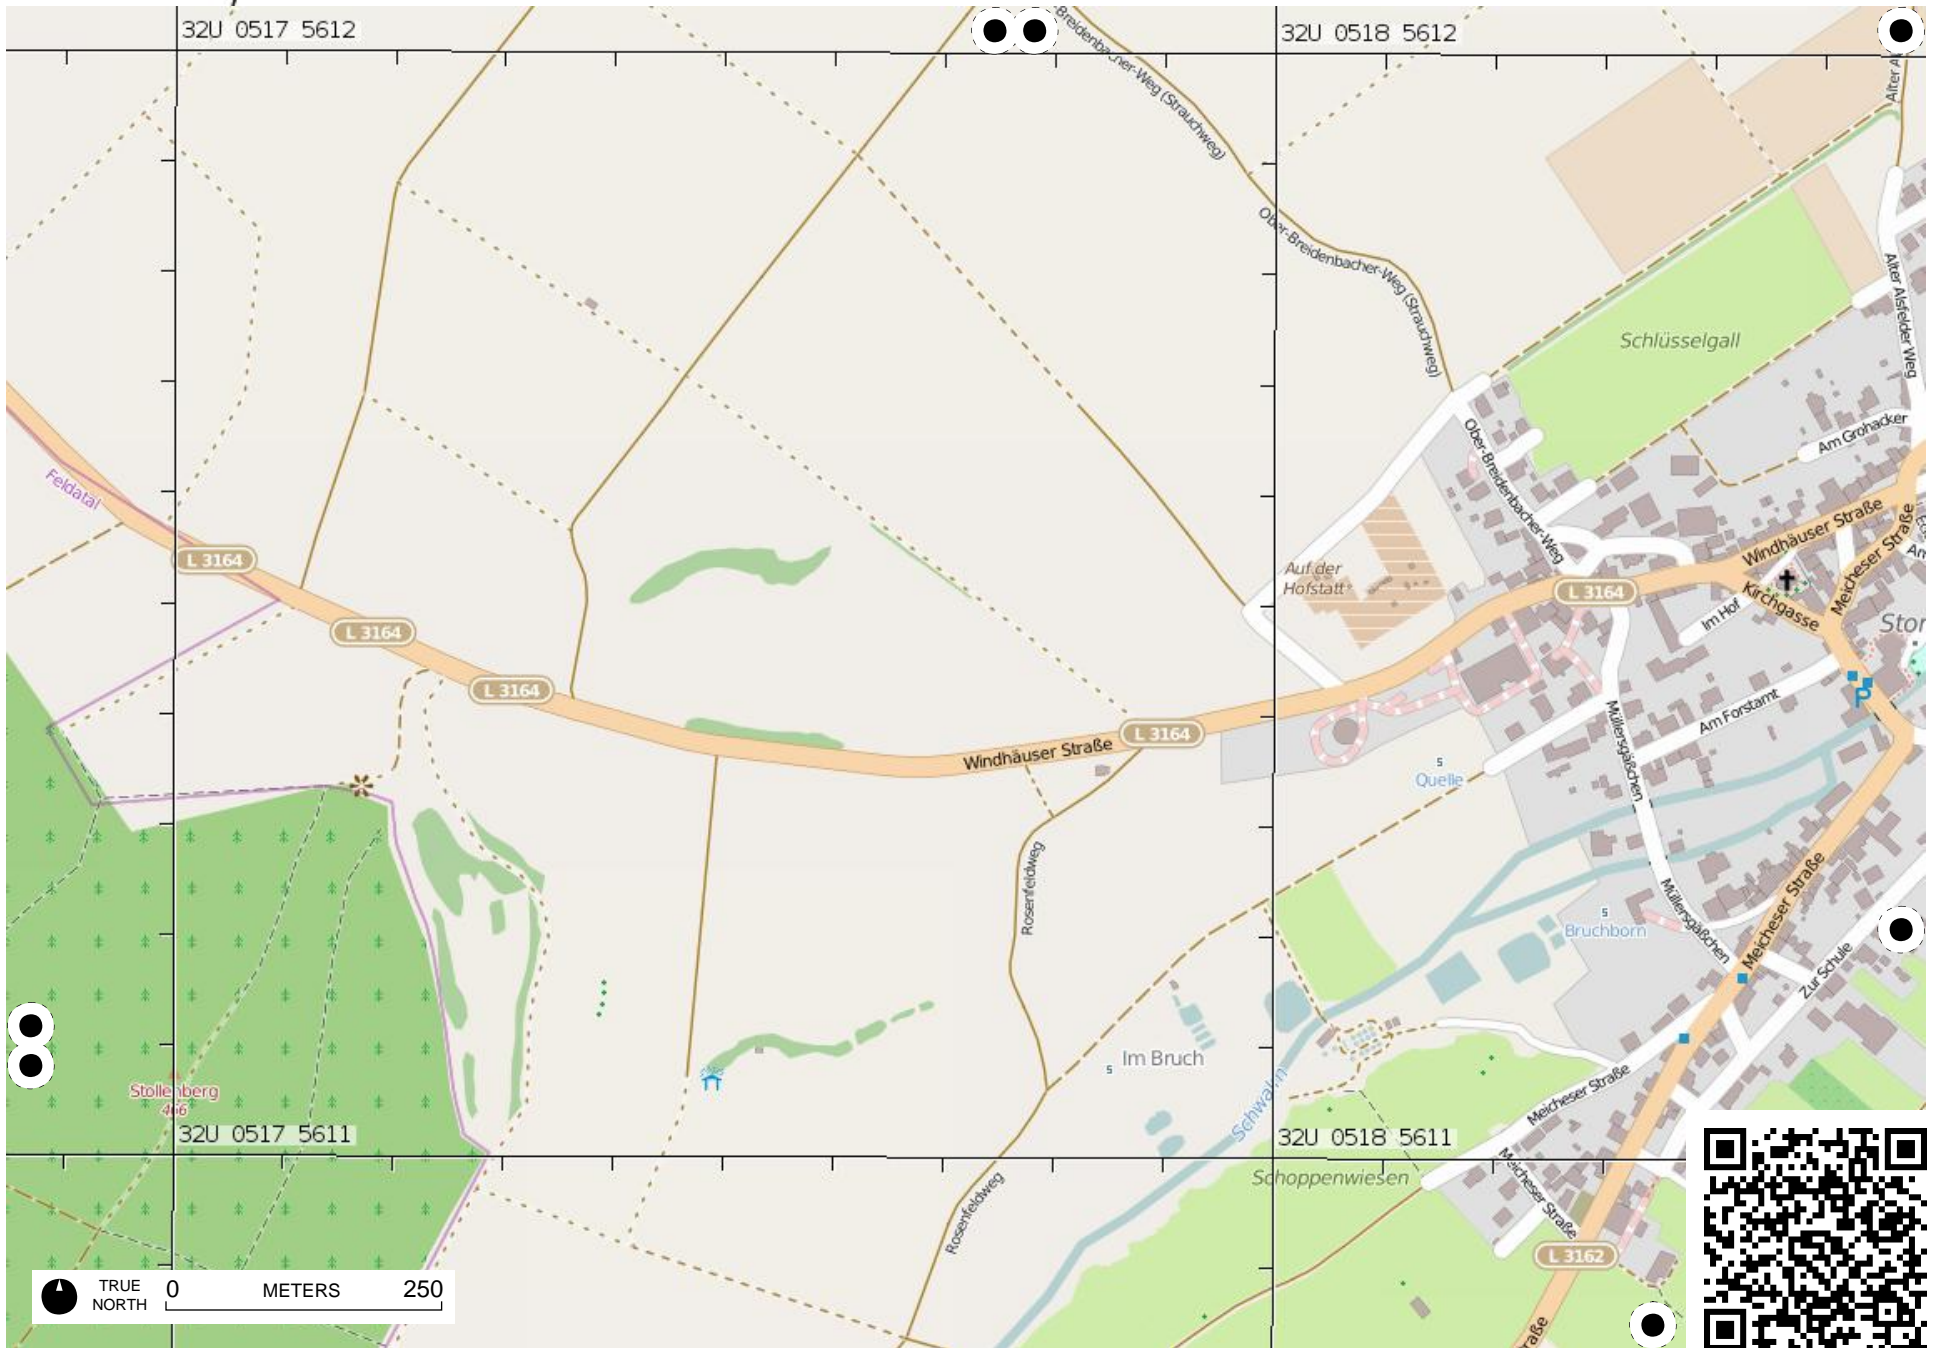 32U 0517 5612
Breidenbacher-Weg (Strauchweg)
32U 0518 5612
Ober-Breidenbacher-Weg (Strauchweg)
Alter Alsfelder Weg
Schlüsselgall
Am Grohacker
Feldatal
Ober-Breidenbacher-Weg
Windhäuser Straße
Meicheser Straße
L 3164
Auf der
Hofstatt
L 3164
Kirchgasse
Im Hof
L 3164
Stor
L 3164
P
Am Forstamt
Müllersgäßchen
L 3164
Windhäuser Straße
S
Quelle
Rosenfeldweg
Müllersgäßchen
Meicheser Straße
S
Bruchborn
Zur Schule
Im Bruch
S
Stollenberg
466
Schwalm
Meicheser Straße
32U 0517 5611
32U 0518 5611
Schoppenwiesen
Meicheser Straße
Rosenfeldweg
L 3162
TRUE
NORTH
0 METERS 250
raße